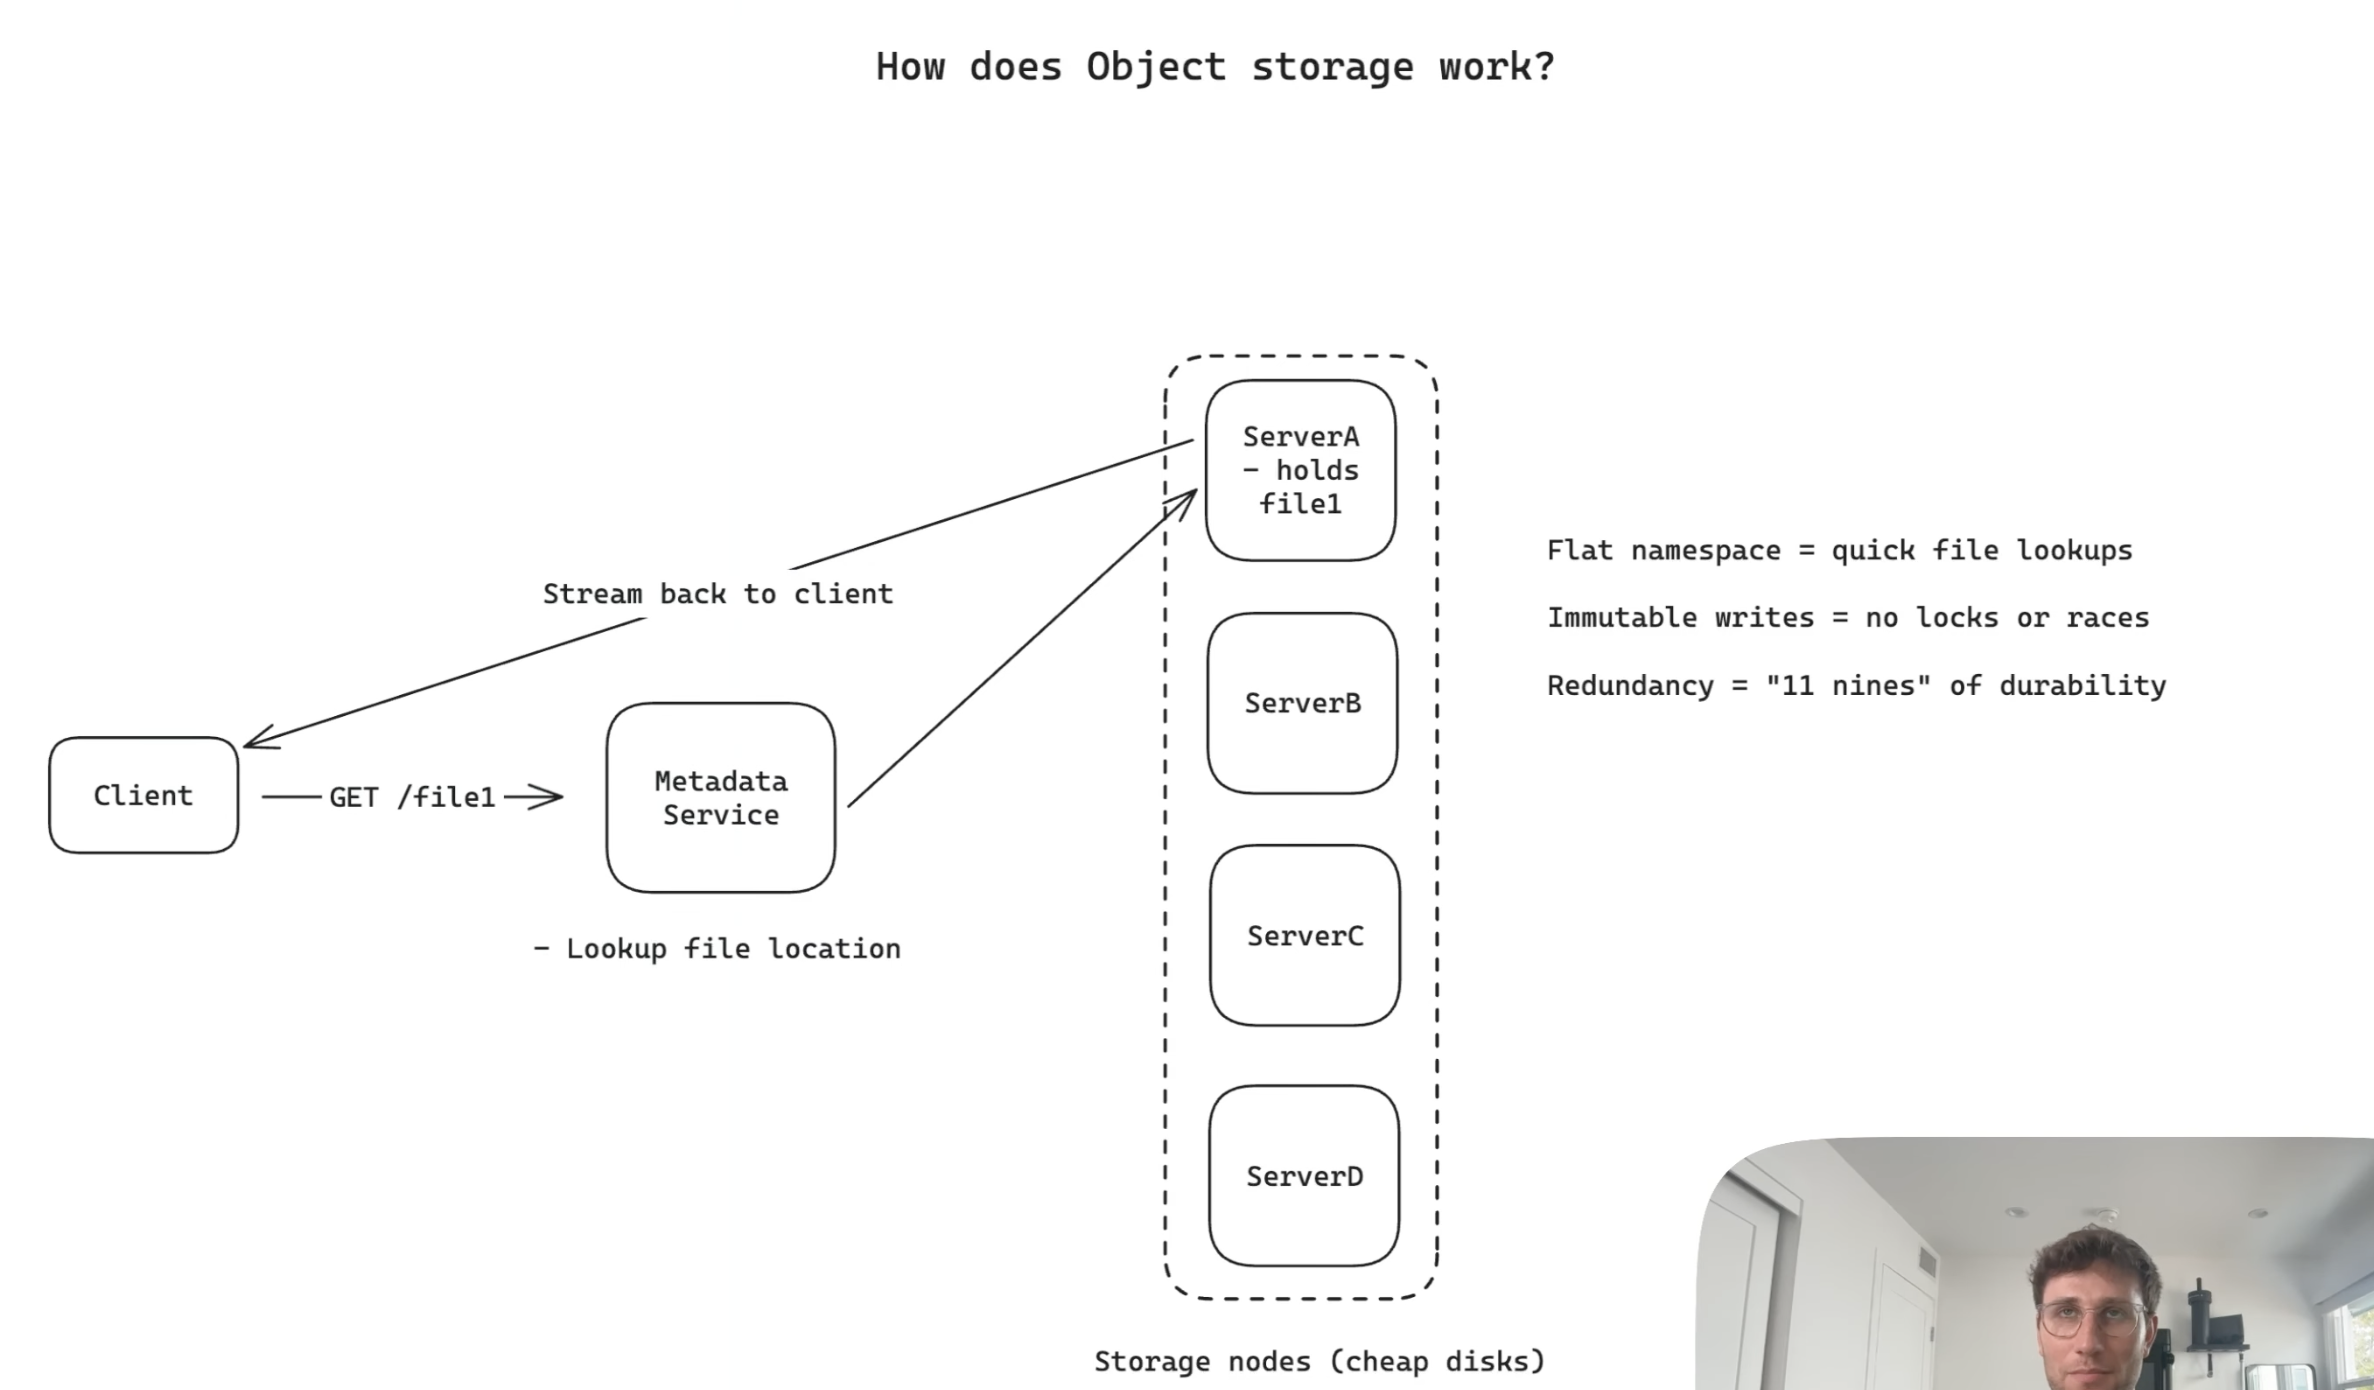 How does Object storage work?
ServerA
- holds
file1
Stream back to client
Flat namespace = quick file lookups
Immutable writes = no locks or races
Redundancy = "11 nines" of durability
ServerB
Client
GET /file1
Metadata
Service
- Lookup file location
ServerC
ServerD
Storage nodes (cheap disks)